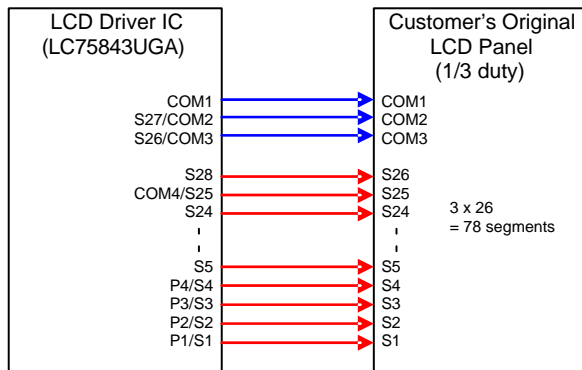 LCD Driver IC
(LC75843UGA)
Customer's Original
LCD Panel
(1/3 duty)
COM1 COM1
S27/COM2 COM2
S26/COM3 COM3
S28 S26
COM4/S25 S25
S24 S24
3 x 26
= 78 segments
S5 S5
P4/S4 S4
P3/S3 S3
P2/S2 S2
P1/S1 S1